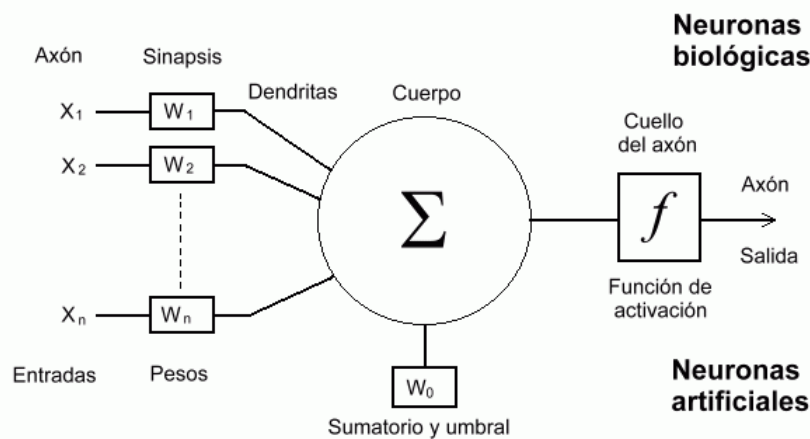 Neuronas
biológicas
Axón
Sinapsis
Dendritas
Cuerpo
Cuello
del axón
X1
W1
X2
W2
Σ
f
Axón
Salida
Función de
activación
Xn
Wn
Entradas
Pesos
W0
Sumatorio y umbral
Neuronas
artificiales